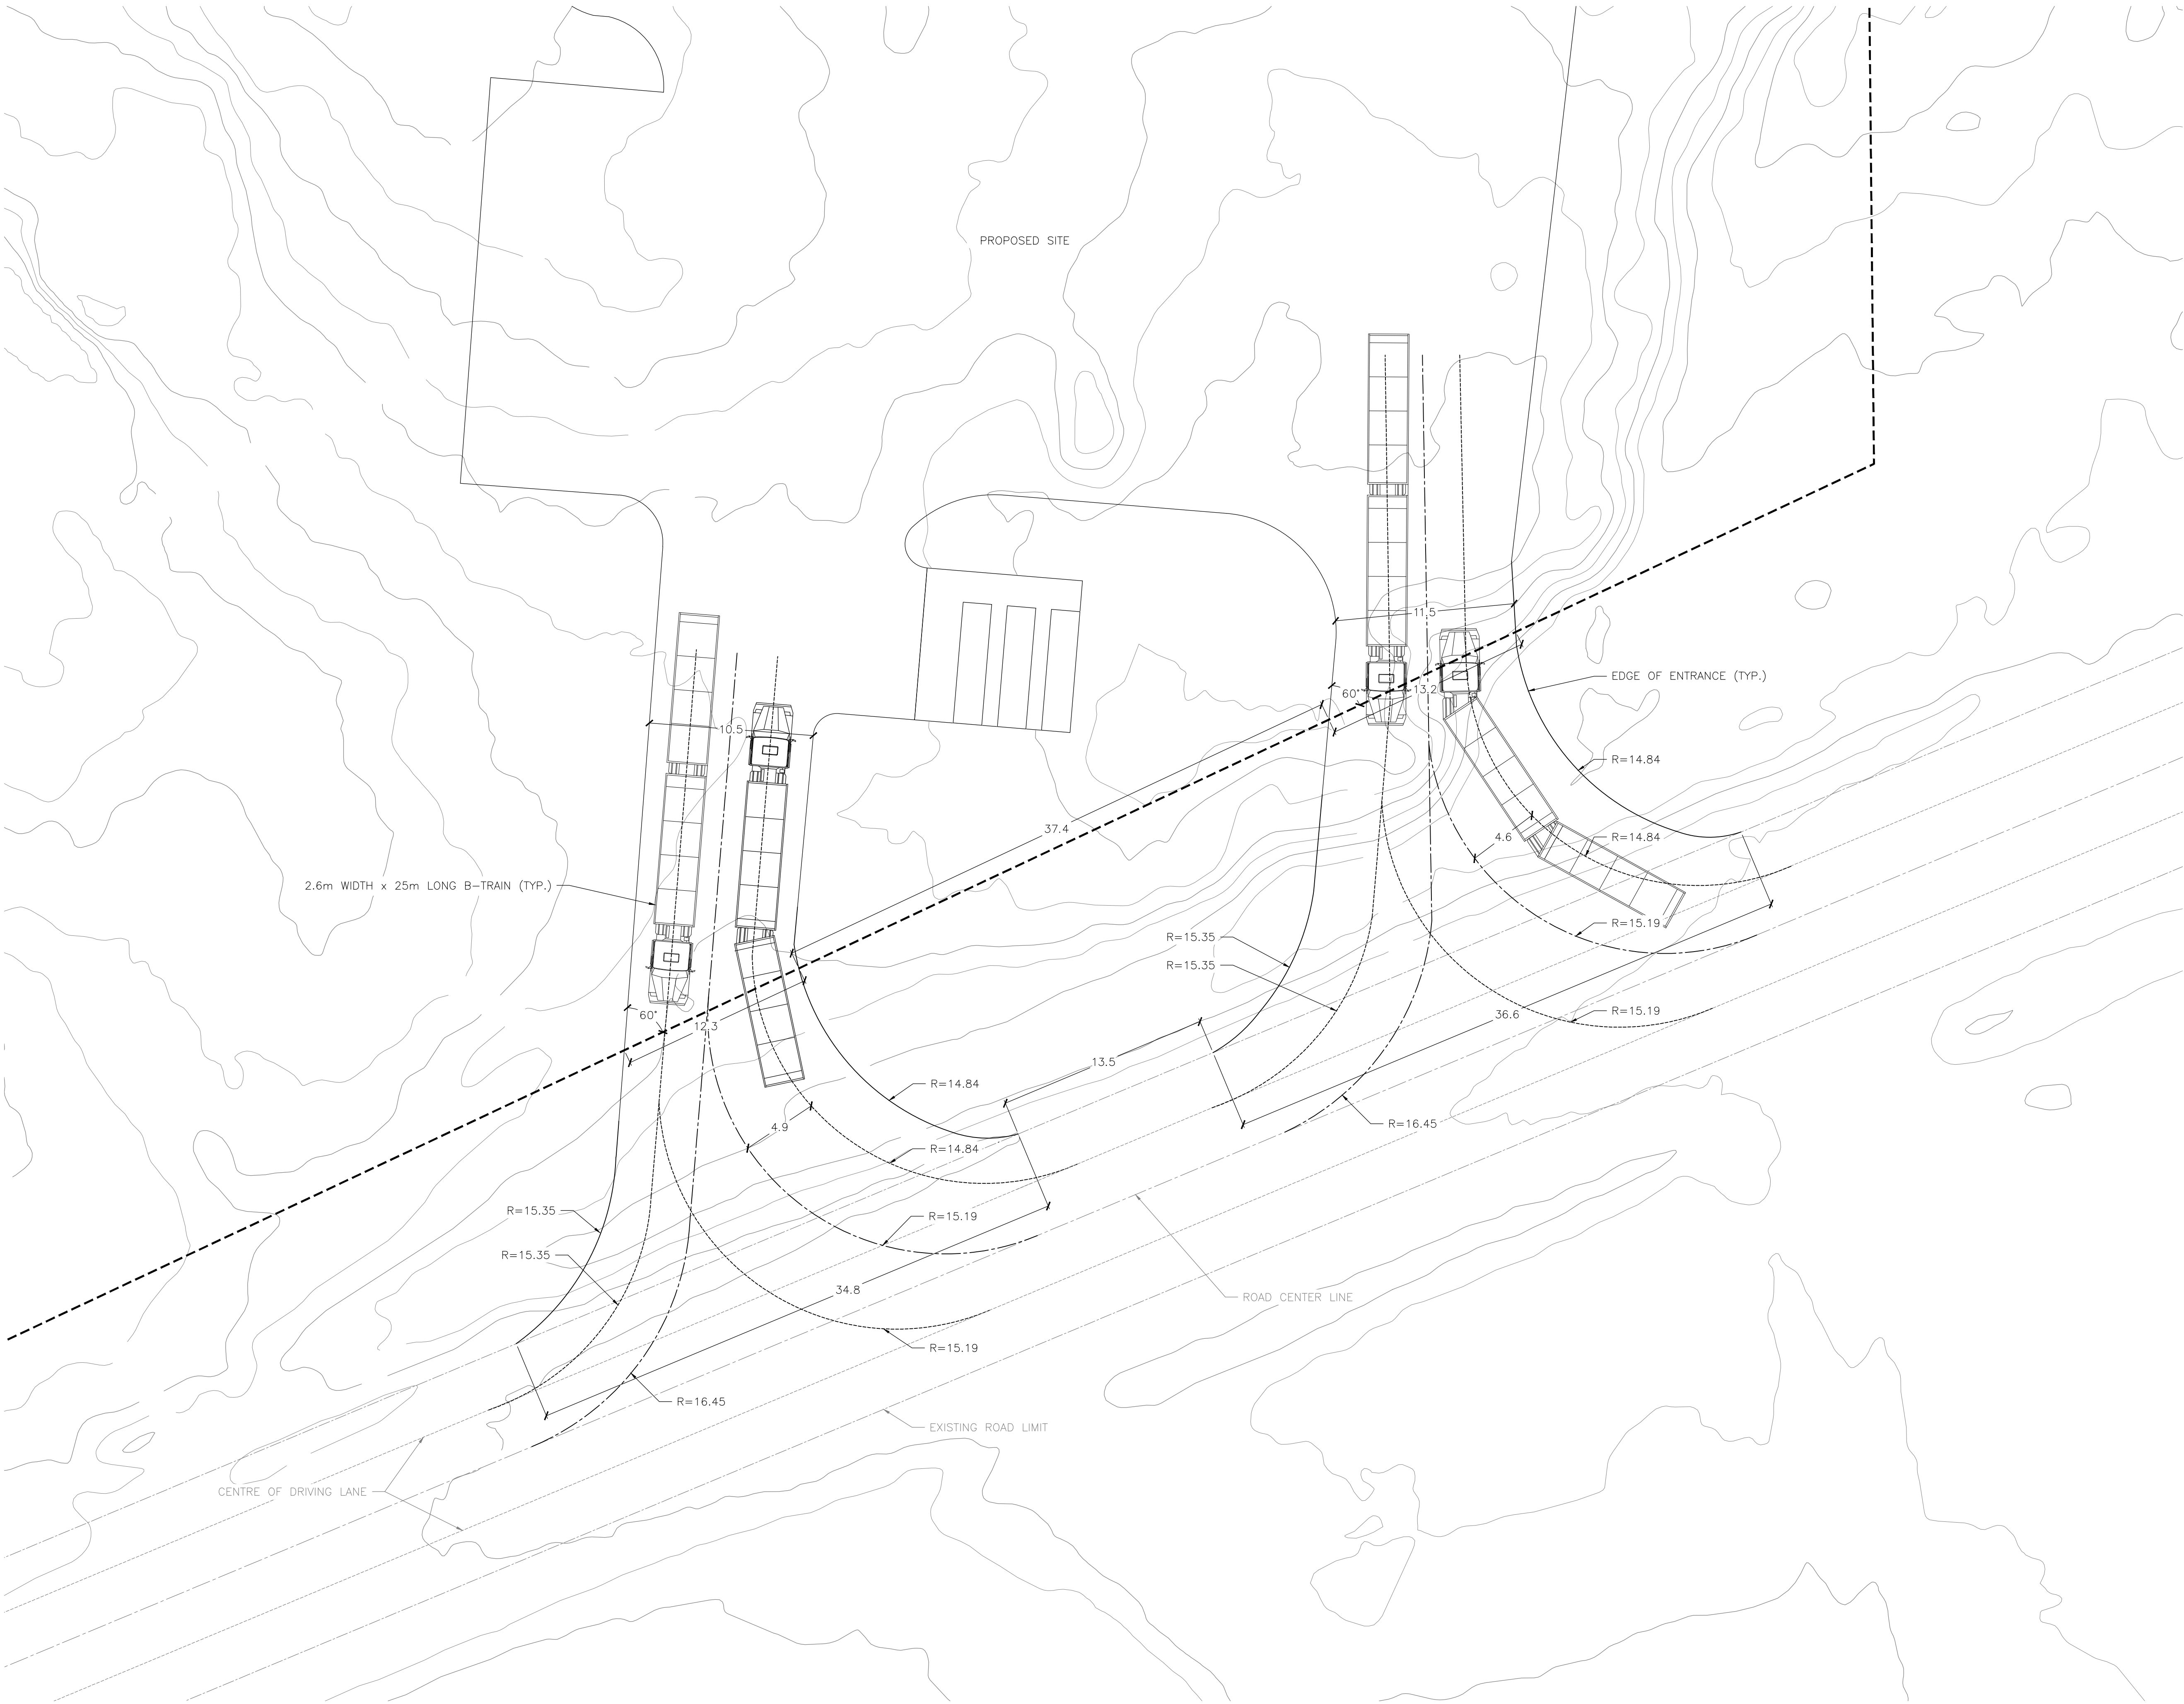 PROPOSED SITE
11.5
EDGE OF ENTRANCE (TYP.)
60°
13.2
10.5
R=14.84
37.4
4.6
R=14.84
2.6m WIDTH x 25m LONG B-TRAIN (TYP.)
R=15.19
R=15.35
R=15.35
60°
12.3
R=15.19
36.6
13.5
R=14.84
R=16.45
4.9
R=14.84
R=15.35
R=15.19
R=15.35
34.8
ROAD CENTER LINE
R=15.19
R=16.45
EXISTING ROAD LIMIT
CENTRE OF DRIVING LANE